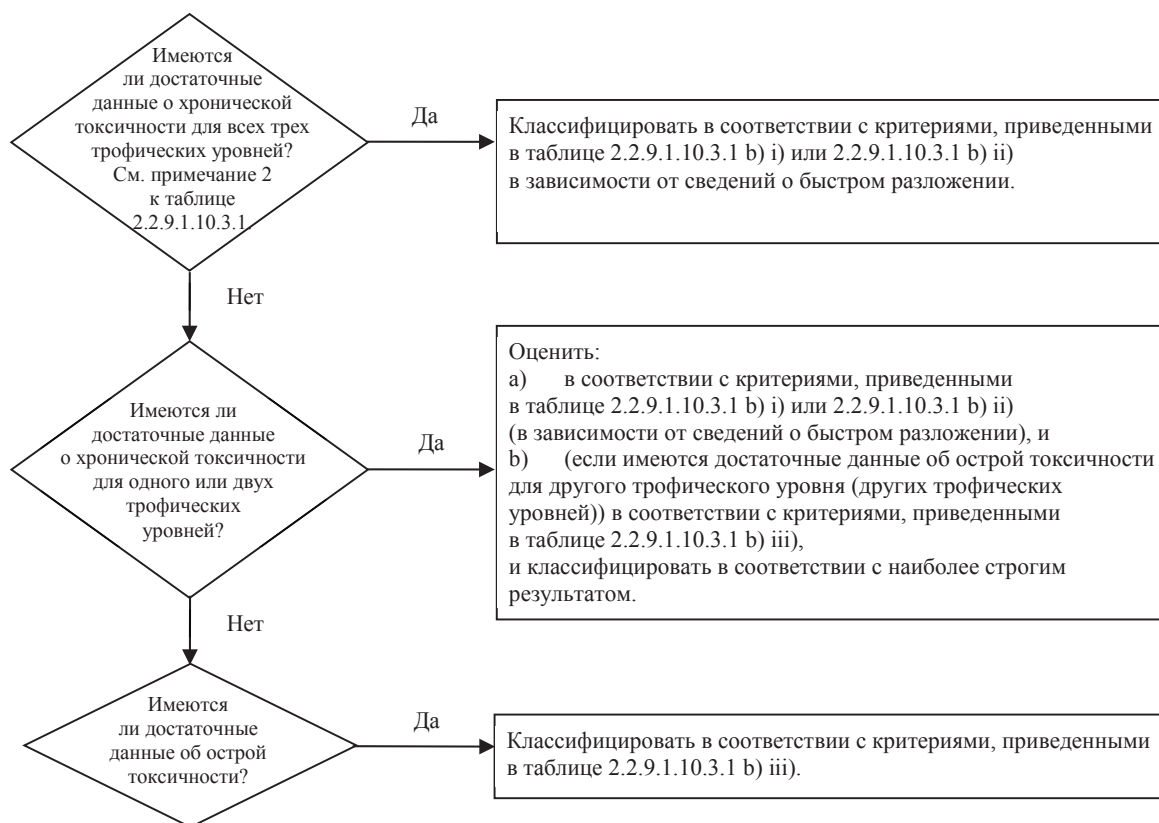 Имеются
ли достаточные
данные о хронической
токсичности для всех трех
трофических уровней?
См. примечание 2
к таблице
2.2.9.1.10.3.1.
Да
Классифицировать в соответствии с критериями, приведенными
в таблице 2.2.9.1.10.3.1 b) i) или 2.2.9.1.10.3.1 b) ii)
в зависимости от сведений о быстром разложении.
Нет
Имеются ли
достаточные данные
о хронической токсичности
для одного или двух
трофических
уровней?
Да
Оценить:
a) в соответствии с критериями, приведенными
в таблице 2.2.9.1.10.3.1 b) i) или 2.2.9.1.10.3.1 b) ii)
(в зависимости от сведений о быстром разложении), и
b) (если имеются достаточные данные об острой токсичности
для другого трофического уровня (других трофических
уровней)) в соответствии с критериями, приведенными
в таблице 2.2.9.1.10.3.1 b) iii),
и классифицировать в соответствии с наиболее строгим
результатом.
Нет
Имеются
ли достаточные
данные об острой
токсичности?
Да
Классифицировать в соответствии с критериями, приведенными
в таблице 2.2.9.1.10.3.1 b) iii).